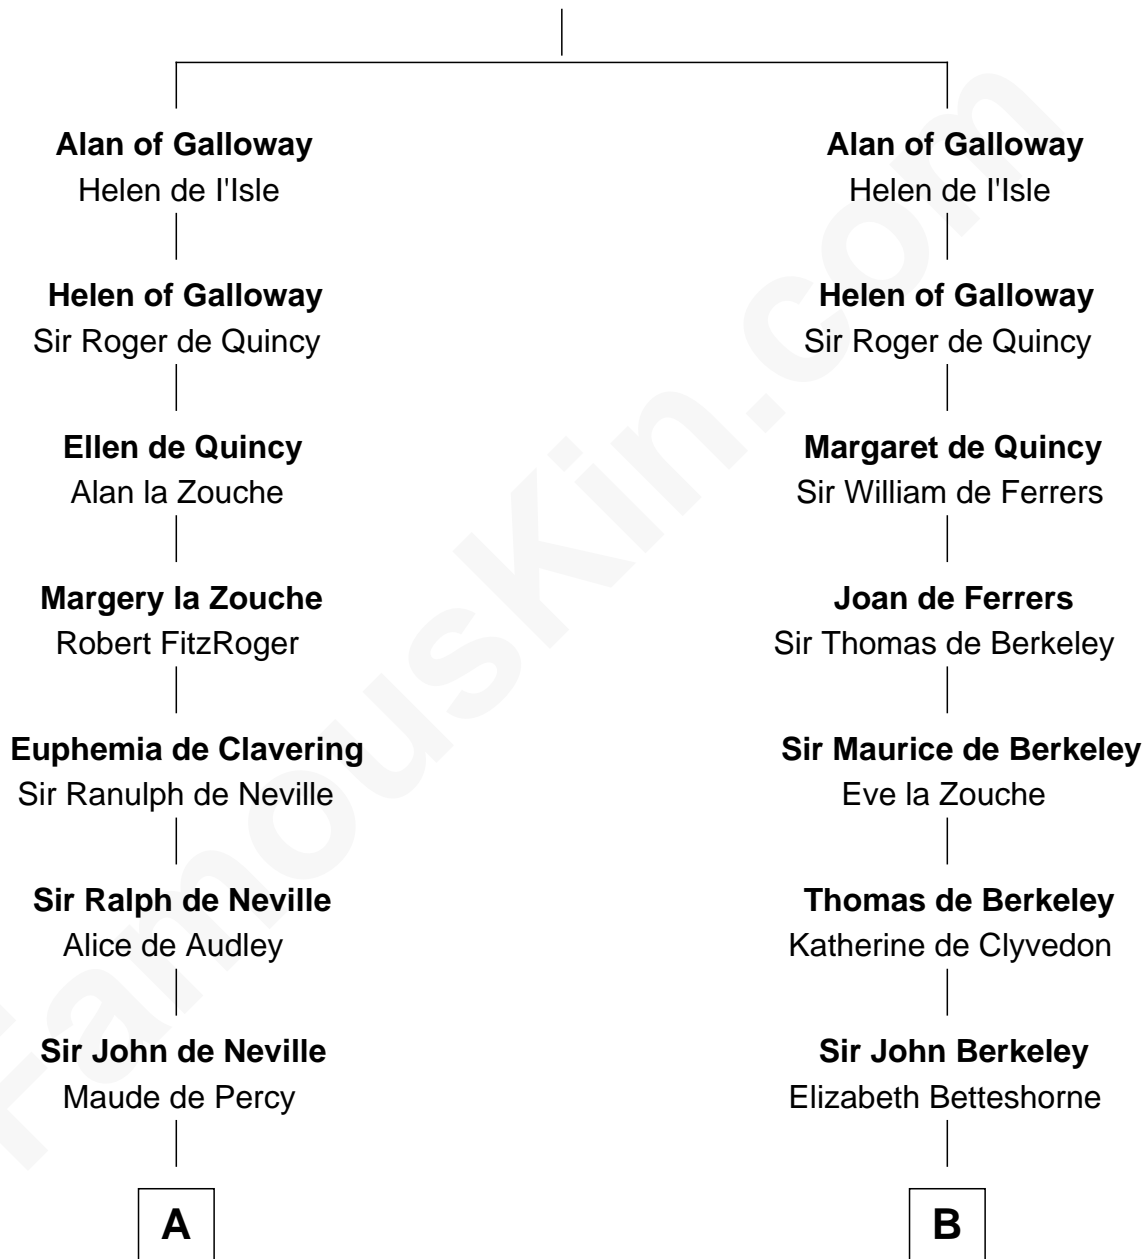 Alan of Galloway
Helen de I'Isle
Helen of Galloway
Sir Roger de Quincy
Ellen de Quincy
Alan la Zouche
Margery la Zouche
Robert FitzRoger
Euphemia de Clavering
Sir Ranulph de Neville
Sir Ralph de Neville
Alice de Audley
Sir John de Neville
Maude de Percy
A
Alan of Galloway
Helen de I'Isle
Helen of Galloway
Sir Roger de Quincy
Margaret de Quincy
Sir William de Ferrers
Joan de Ferrers
Sir Thomas de Berkeley
Sir Maurice de Berkeley
Eve la Zouche
Thomas de Berkeley
Katherine de Clyvedon
Sir John Berkeley
Elizabeth Betteshorne
B
FamousKin.com